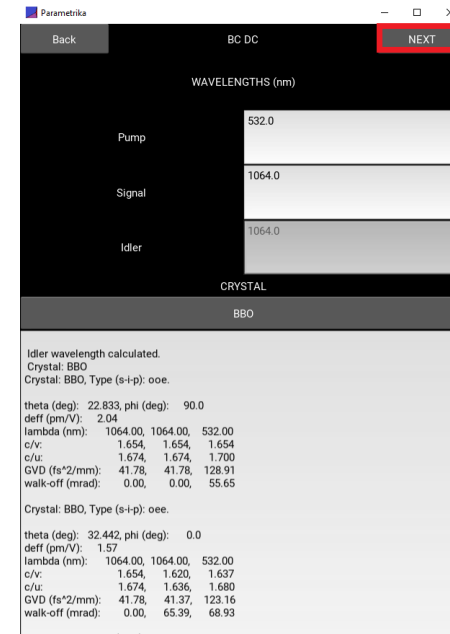 Parametrika
Back BC DC NEXT
WAVELENGTHS (nm)
Pump 532.0
Signal 1064.0
Idler 1064.0
CRYSTAL
BBO
Idler wavelength calculated.
Crystal: BBO
Crystal: BBO, Type (s-i-p): ooe.
theta (deg): 22.833, phi (deg): 90.0
deff (pm/V): 2.04
lambda (nm): 1064.00, 1064.00, 532.00
c/v: 1.654, 1.654, 1.654
c/u: 1.674, 1.674, 1.700
GVD (fs^2/mm): 41.78, 41.78, 128.91
walk-off (mrad): 0.00, 0.00, 55.65
Crystal: BBO, Type (s-i-p): oee.
theta (deg): 32.442, phi (deg): 0.0
deff (pm/V): 1.57
lambda (nm): 1064.00, 1064.00, 532.00
c/v: 1.654, 1.620, 1.637
c/u: 1.674, 1.636, 1.680
GVD (fs^2/mm): 41.78, 41.37, 123.16
walk-off (mrad): 0.00, 65.39, 68.93